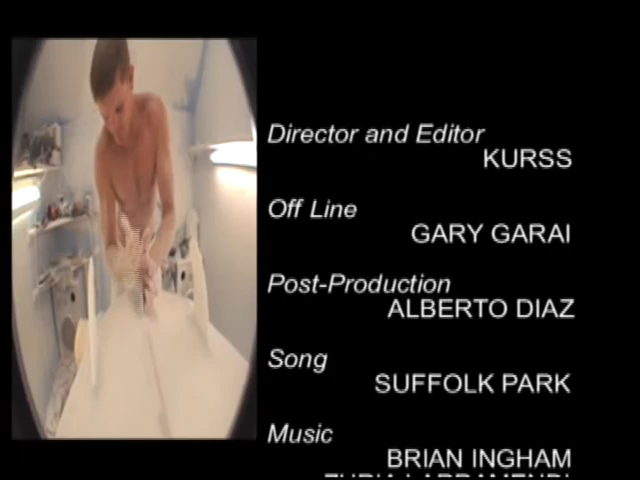 Director and Editor
KURSS
Off Line
GARY GARAI
Post-Production
ALBERTO DIAZ
Song
SUFFOLK PARK
Music
BRIAN INGHAM